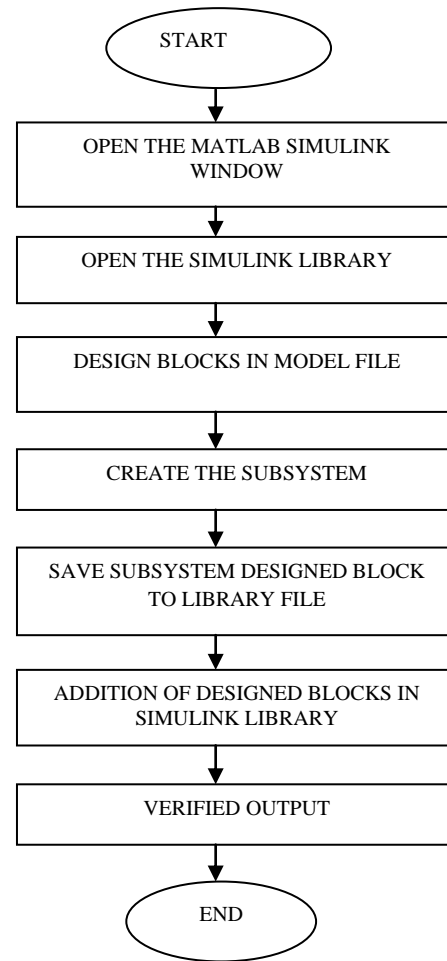 START
OPEN THE MATLAB SIMULINK
WINDOW
OPEN THE SIMULINK LIBRARY
DESIGN BLOCKS IN MODEL FILE
CREATE THE SUBSYSTEM
SAVE SUBSYSTEM DESIGNED BLOCK
TO LIBRARY FILE
ADDITION OF DESIGNED BLOCKS IN
SIMULINK LIBRARY
VERIFIED OUTPUT
END